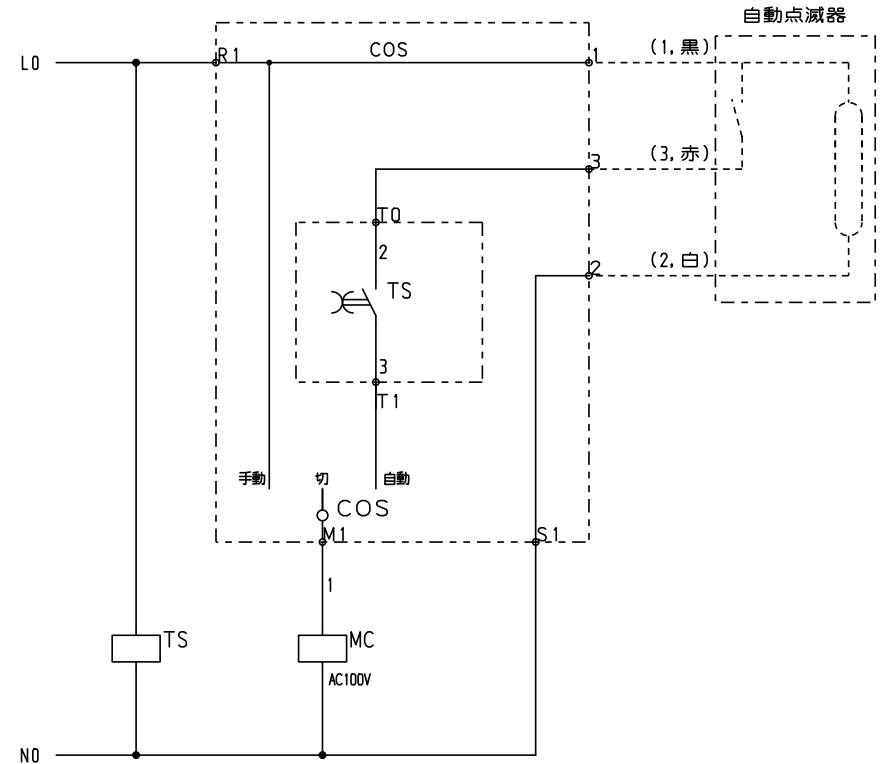 自動点滅器
L0
R1
COS
1
(1,黒)
3
(3,赤)
T0
2
2
(2,白)
TS
3
T1
手動
切
自動
COS
M1
S1
1
TS
MC
AC100V
N0